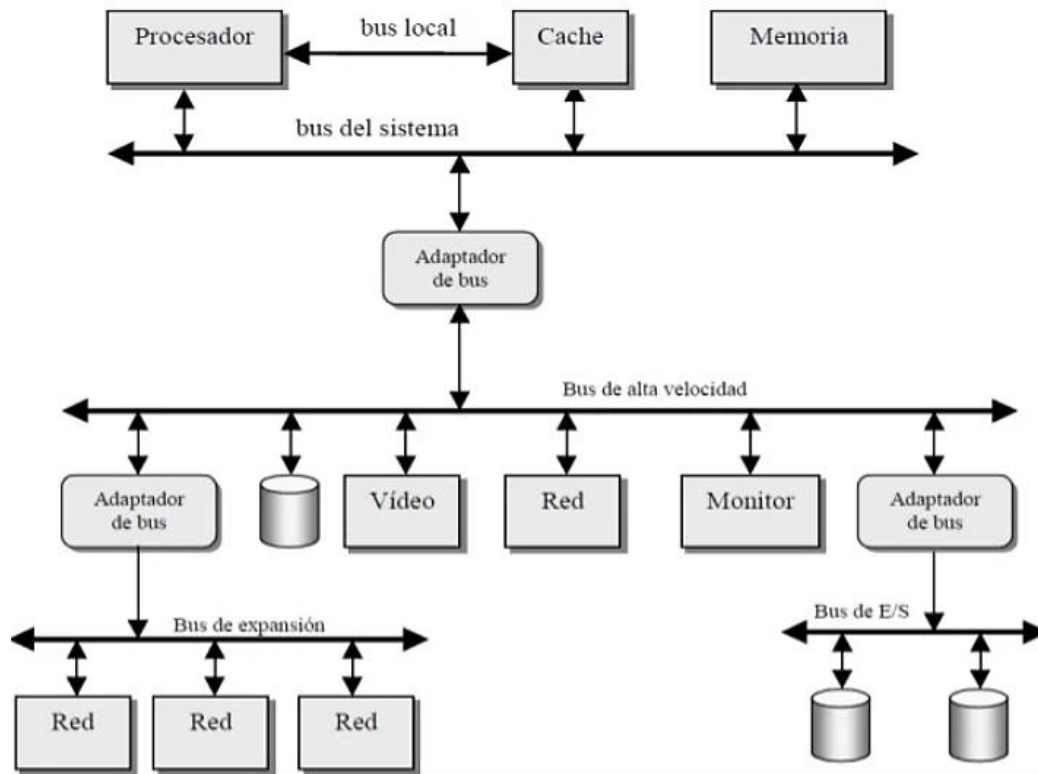 Procesador
bus local
Cache
Memoria
bus del sistema
Adaptador
de bus
Bus de alta velocidad
Adaptador
de bus
Vídeo
Red
Monitor
Adaptador
de bus
Bus de expansión
Bus de E/S
Red
Red
Red